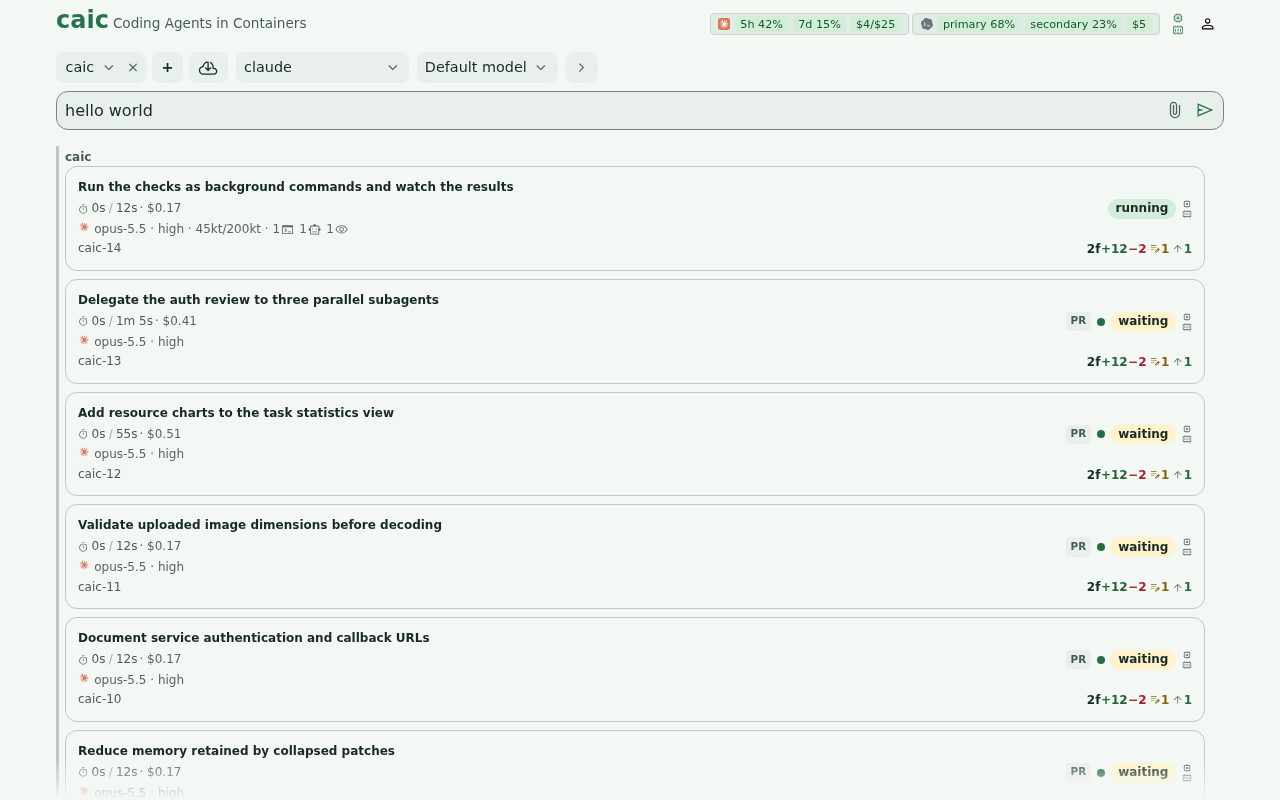 caic Coding Agents in Containers
5h 42% 7d 15% $4/$25 primary 68% secondary 23% $5
caic claude Default model
hello world
caic
Run the checks as background commands and watch the results
0s / 12s · $0.17
running
opus-5.5 · high · 45kt/200kt · 1 1 1
caic-14
2f+12−2 1 ↑1
Delegate the auth review to three parallel subagents
0s / 1m 5s · $0.41
PR waiting
opus-5.5 · high
caic-13
2f+12−2 1 ↑1
Add resource charts to the task statistics view
0s / 55s · $0.51
PR waiting
opus-5.5 · high
caic-12
2f+12−2 1 ↑1
Validate uploaded image dimensions before decoding
0s / 12s · $0.17
PR waiting
opus-5.5 · high
caic-11
2f+12−2 1 ↑1
Document service authentication and callback URLs
0s / 12s · $0.17
PR waiting
opus-5.5 · high
caic-10
2f+12−2 1 ↑1
Reduce memory retained by collapsed patches
0s / 12s · $0.17
PR waiting
opus-5.5 · high